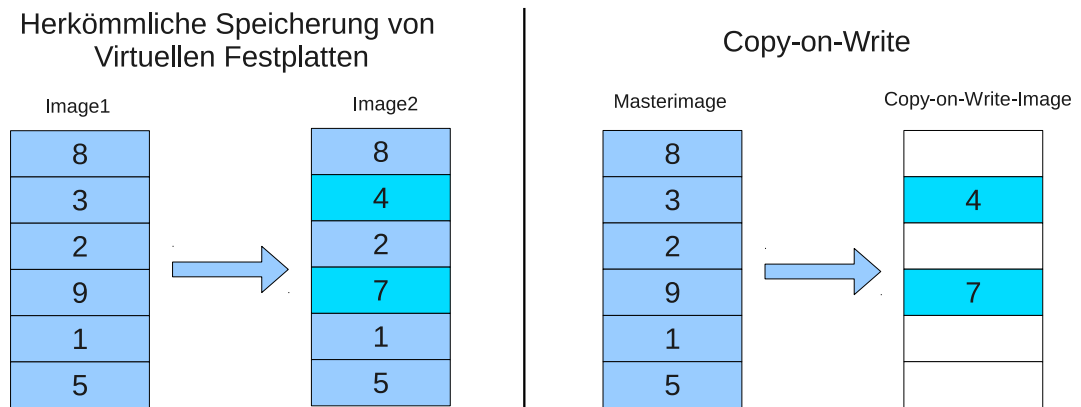 Herkömmliche Speicherung von
Virtuellen Festplatten
Image1
Image2
8
3
2
9
1
5
8
4
2
7
1
5
Copy-on-Write
Masterimage
Copy-on-Write-Image
8
3
2
9
1
5
4
7